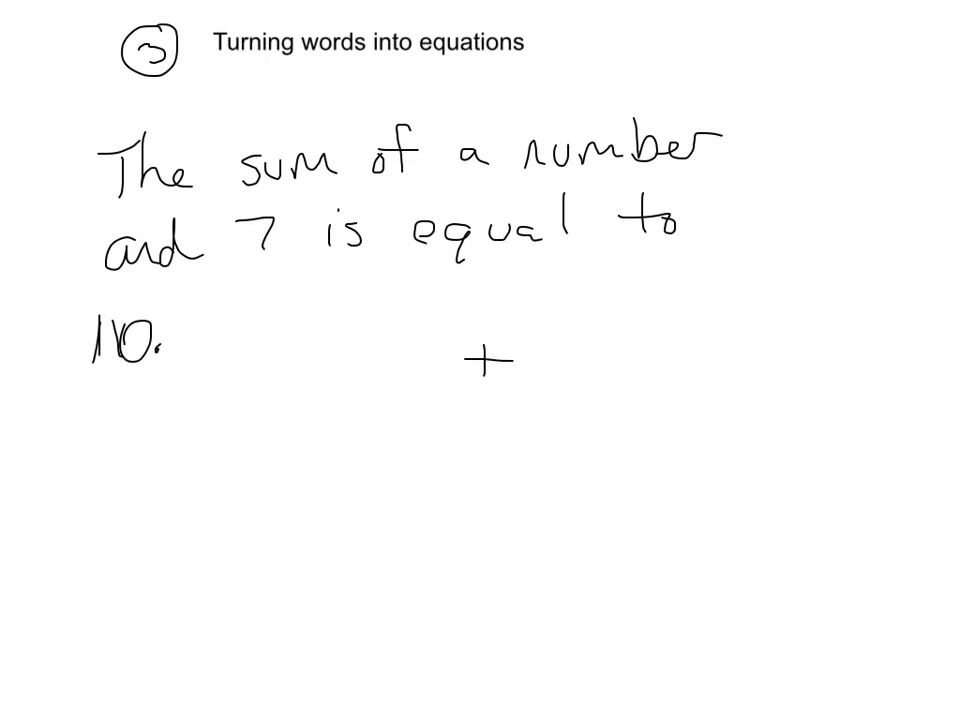 3 Turning words into equations
The sum of a number
and 7 is equal to
10.
+